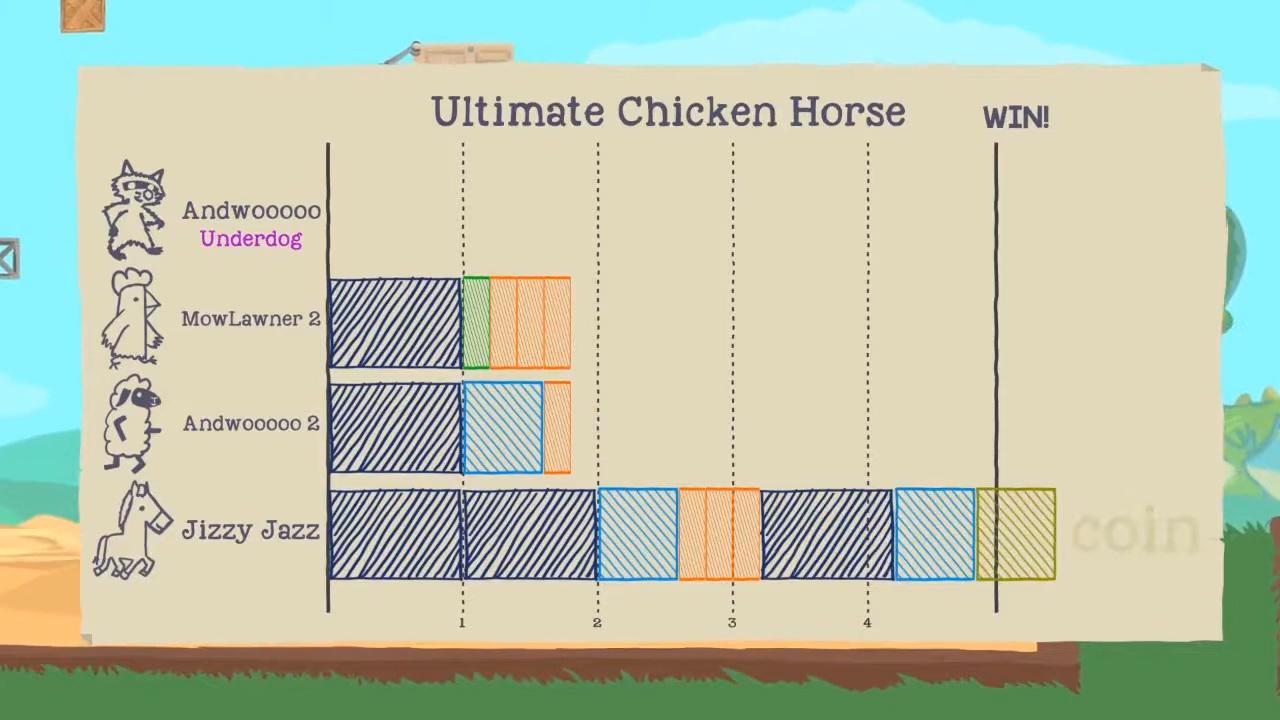 Ultimate Chicken Horse
WIN!
Andwooooo
Underdog
MowLawner 2
Andwooooo 2
Jizzy Jazz
coin
1 2 3 4